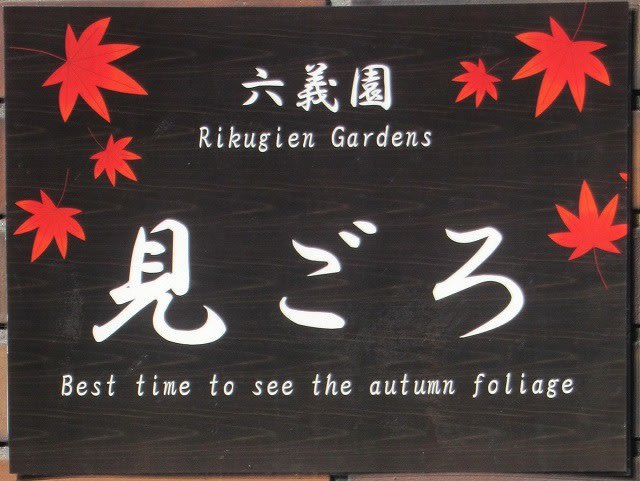 六義園
Rikugien Gardens
見ごろ
Best time to see the autumn foliage